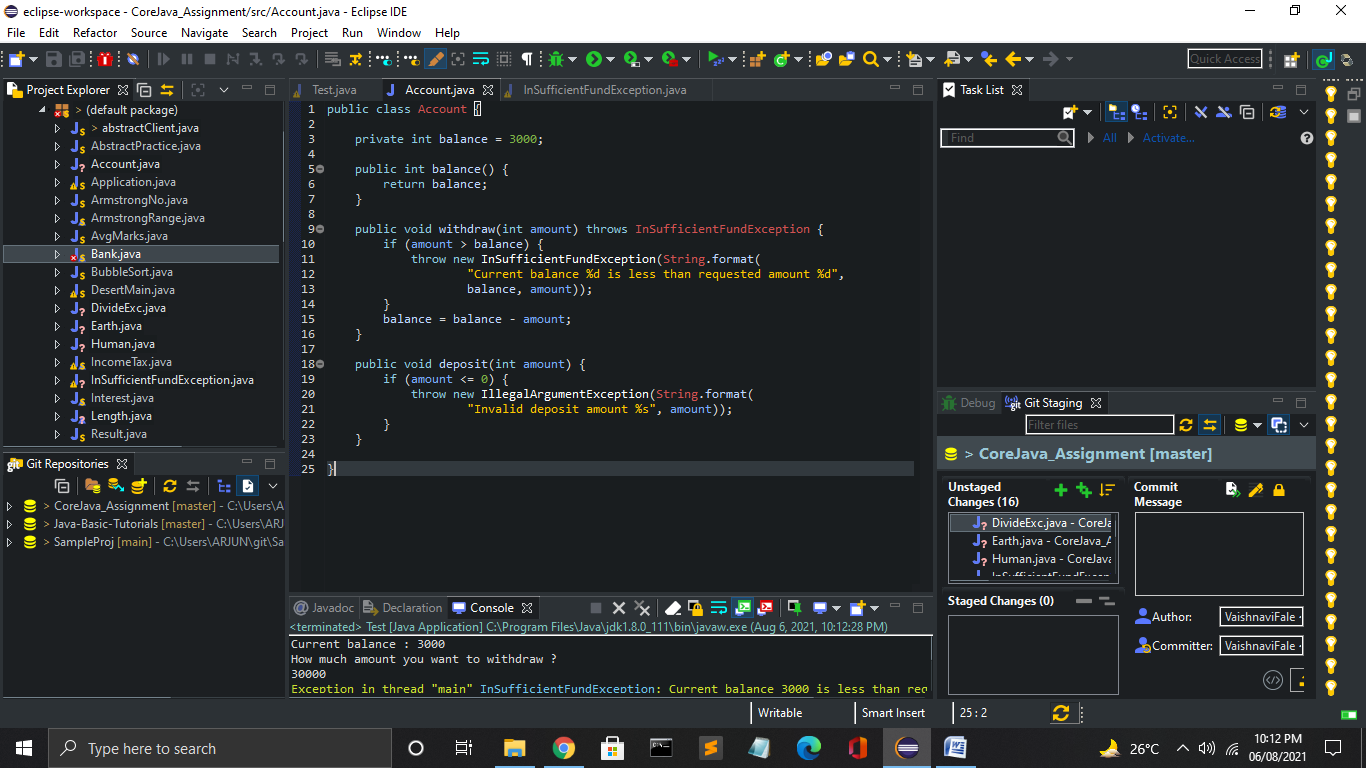 eclipse-workspace - CoreJava_Assignment/src/Account.java - Eclipse IDE
File Edit Refactor Source Navigate Search Project Run Window Help
Quick Access
Project Explorer
> (default package)
> abstractClient.java
AbstractPractice.java
Account.java
Application.java
ArmstrongNo.java
ArmstrongRange.java
AvgMarks.java
Bank.java
BubbleSort.java
DesertMain.java
DivideExc.java
Earth.java
Human.java
IncomeTax.java
InSufficientFundException.java
Interest.java
Length.java
Result.java
Git Repositories
> CoreJava_Assignment [master] - C:\Users\A
> Java-Basic-Tutorials [master] - C:\Users\ARJ
> SampleProj [main] - C:\Users\ARJUN\git\Sa
Test.java Account.java InSufficientFundException.java
1 public class Account {
2
3 private int balance = 3000;
4
5 public int balance() {
6 return balance;
7 }
8
9 public void withdraw(int amount) throws InSufficientFundException {
10 if (amount > balance) {
11 throw new InSufficientFundException(String.format(
12 "Current balance %d is less than requested amount %d",
13 balance, amount));
14 }
15 balance = balance - amount;
16 }
17
18 public void deposit(int amount) {
19 if (amount <= 0) {
20 throw new IllegalArgumentException(String.format(
21 "Invalid deposit amount %s", amount));
22 }
23 }
24
25 }
@ Javadoc Declaration Console
<terminated> Test [Java Application] C:\Program Files\Java\jdk1.8.0_111\bin\javaw.exe (Aug 6, 2021, 10:12:28 PM)
Current balance : 3000
How much amount you want to withdraw ?
30000
Exception in thread "main" InSufficientFundException: Current balance 3000 is less than req
Task List
Find All Activate...
Debug Git Staging
Filter files
> CoreJava_Assignment [master]
Unstaged Changes (16)
DivideExc.java - CoreJa
Earth.java - CoreJava_A
Human.java - CoreJava
Staged Changes (0)
Commit Message
Author: VaishnaviFale
Committer: VaishnaviFale
Writable Smart Insert 25 : 2
Type here to search
26°C
10:12 PM
06/08/2021